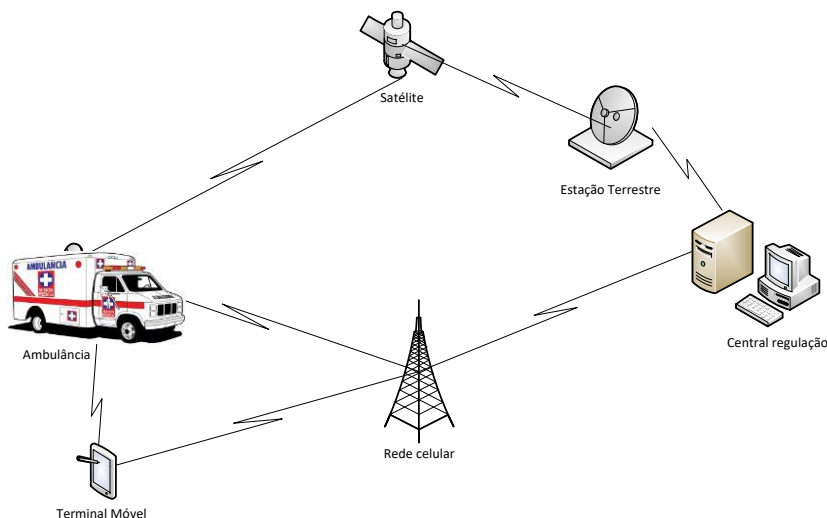 Satélite
Estação Terrestre
AMBULANCIA
Ambulância
Central regulação
Rede celular
Terminal Móvel